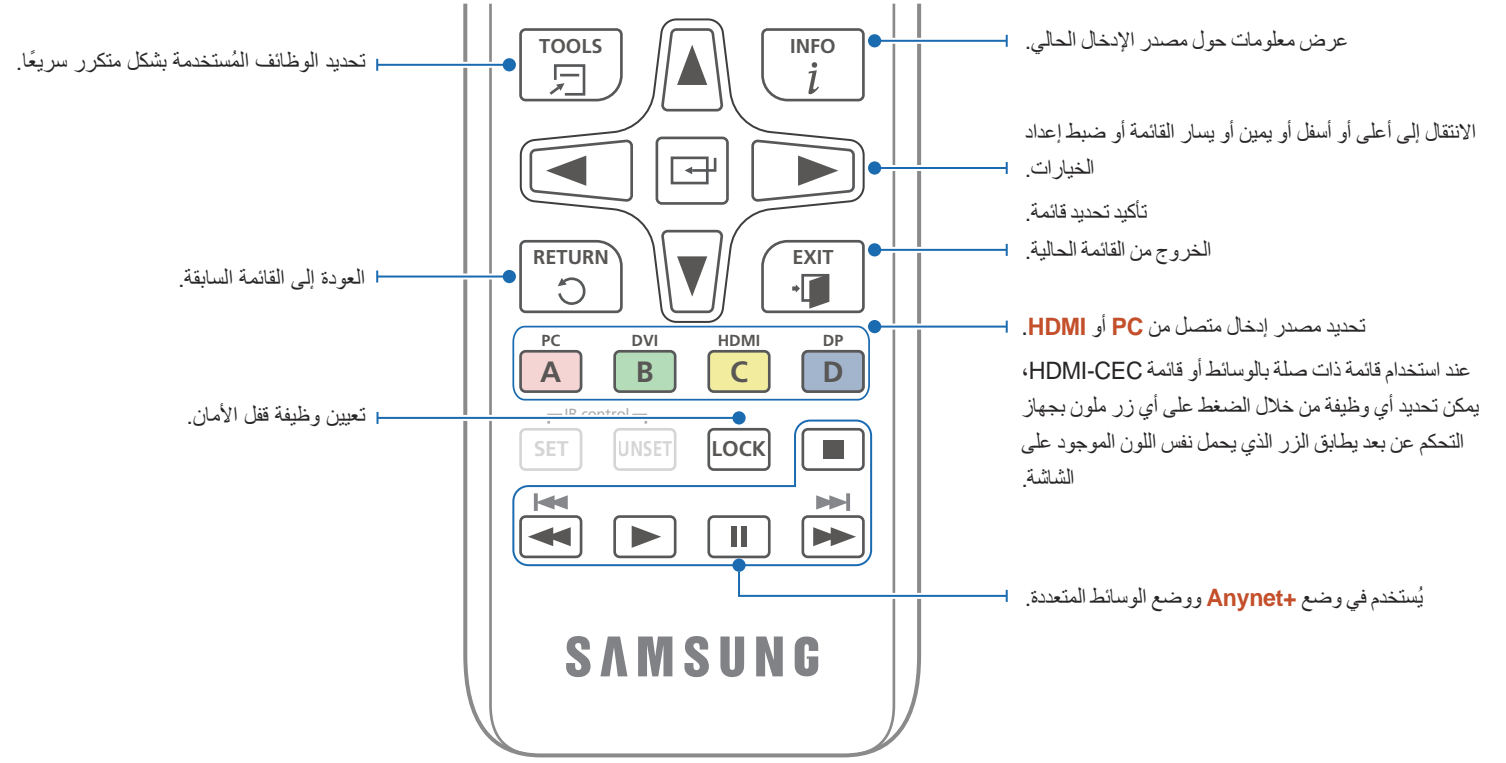 TOOLS
INFO
i
تحديد الوظائف المُستخدمة بشكل متكرر سريعًا.
عرض معلومات حول مصدر الإدخال الحالي.
الانتقال إلى أعلى أو أسفل أو يمين أو يسار القائمة أو ضبط إعداد
الخيارات.
تأكيد تحديد قائمة.
RETURN
EXIT
الخروج من القائمة الحالية.
العودة إلى القائمة السابقة.
PC
DVI
HDMI
DP
A
B
C
D
تحديد مصدر إدخال متصل من PC أو HDMI.
عند استخدام قائمة ذات صلة بالوسائط أو قائمة HDMI-CEC،
يمكن تحديد أي وظيفة من خلال الضغط على أي زر ملون بجهاز
التحكم عن بعد يطابق الزر الذي يحمل نفس اللون الموجود على
الشاشة.
IR control
SET
UNSET
LOCK
تعيين وظيفة قفل الأمان.
يُستخدم في وضع Anynet+ ووضع الوسائط المتعددة.
SAMSUNG